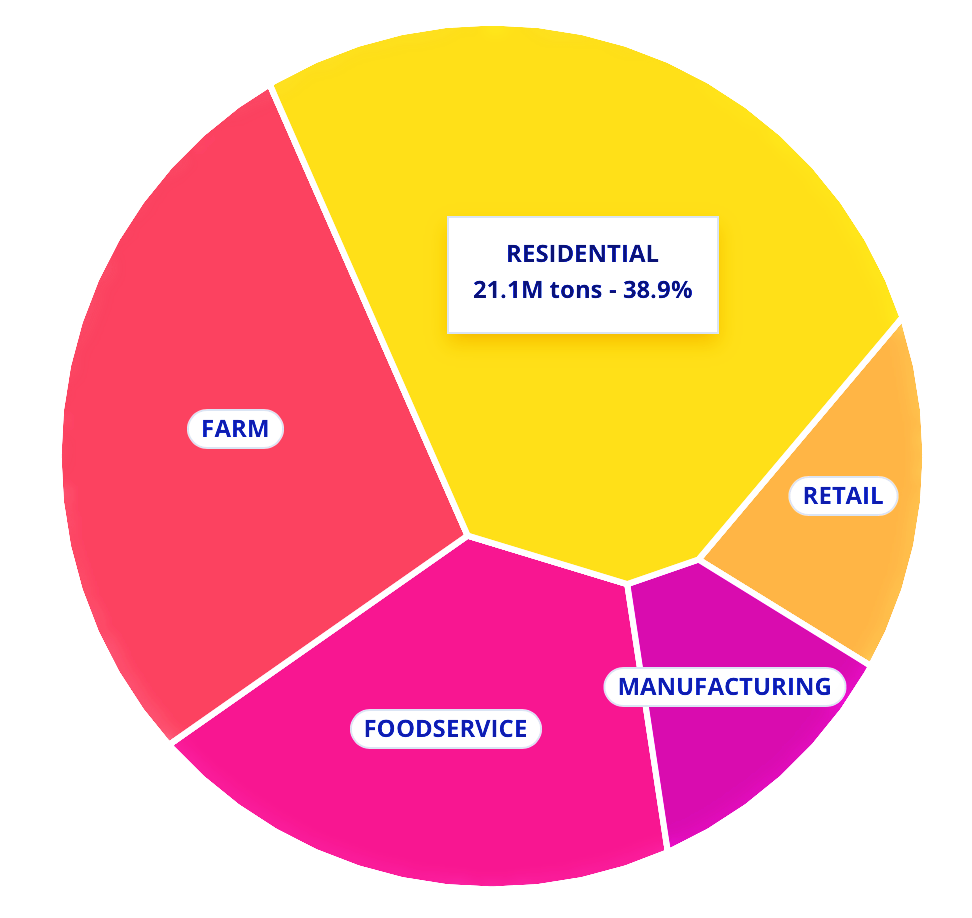 RESIDENTIAL
21.1M tons - 38.9%
FARM
RETAIL
MANUFACTURING
FOODSERVICE